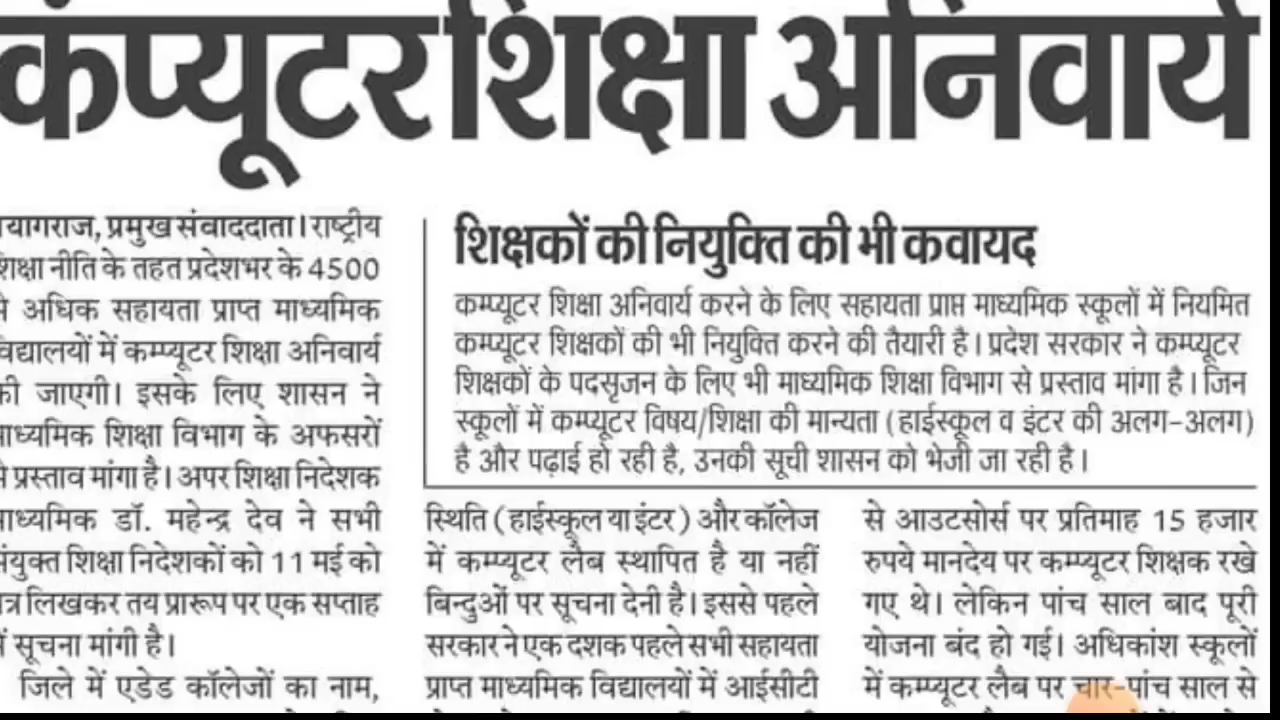 कंप्यूटर शिक्षा अनिवार्य
प्रयागराज, प्रमुख संवाददाता। राष्ट्रीय
शिक्षा नीति के तहत प्रदेशभर के 4500
से अधिक सहायता प्राप्त माध्यमिक
विद्यालयों में कम्प्यूटर शिक्षा अनिवार्य
की जाएगी। इसके लिए शासन ने
माध्यमिक शिक्षा विभाग के अफसरों
से प्रस्ताव मांगा है। अपर शिक्षा निदेशक
माध्यमिक डॉ. महेन्द्र देव ने सभी
संयुक्त शिक्षा निदेशकों को 11 मई को
पत्र लिखकर तय प्रारूप पर एक सप्ताह
में सूचना मांगी है।
जिले में एडेड कॉलेजों का नाम,
शिक्षकों की नियुक्ति की भी कवायद
कम्प्यूटर शिक्षा अनिवार्य करने के लिए सहायता प्राप्त माध्यमिक स्कूलों में नियमित
कम्प्यूटर शिक्षकों की भी नियुक्ति करने की तैयारी है। प्रदेश सरकार ने कम्प्यूटर
शिक्षकों के पदसृजन के लिए भी माध्यमिक शिक्षा विभाग से प्रस्ताव मांगा है। जिन
स्कूलों में कम्प्यूटर विषय/शिक्षा की मान्यता (हाईस्कूल व इंटर की अलग-अलग)
है और पढ़ाई हो रही है, उनकी सूची शासन को भेजी जा रही है।
स्थिति (हाईस्कूल या इंटर) और कॉलेज
में कम्प्यूटर लैब स्थापित है या नहीं
बिन्दुओं पर सूचना देनी है। इससे पहले
सरकार ने एक दशक पहले सभी सहायता
प्राप्त माध्यमिक विद्यालयों में आईसीटी
से आउटसोर्स पर प्रतिमाह 15 हजार
रुपये मानदेय पर कम्प्यूटर शिक्षक रखे
गए थे। लेकिन पांच साल बाद पूरी
योजना बंद हो गई। अधिकांश स्कूलों
में कम्प्यूटर लैब पर चार-पांच साल से